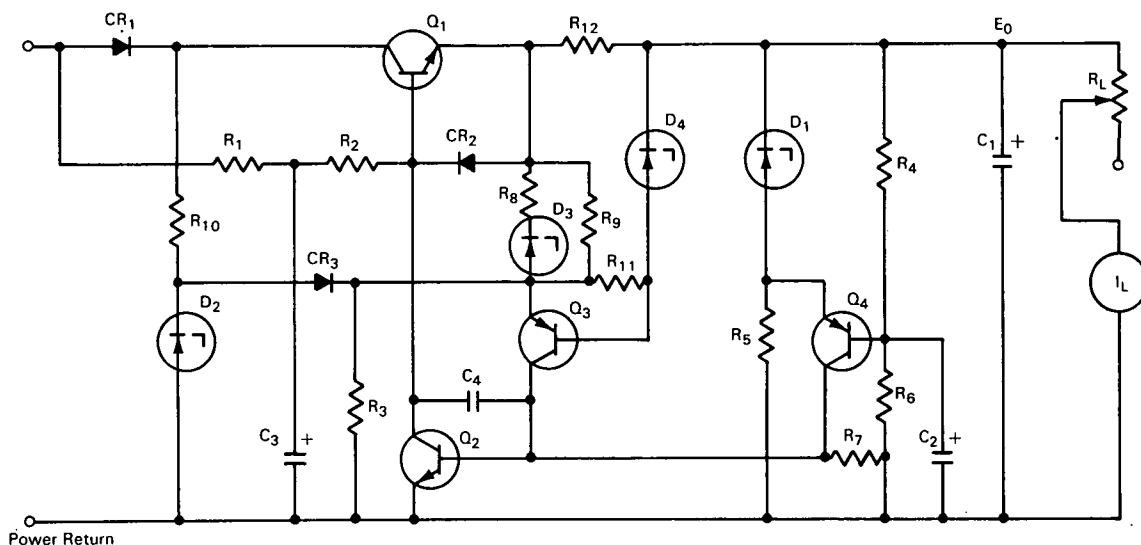 CR1
Q1
R12
E0
RL
R1
R2
CR2
D4
D1
C1 +
R4
R8
D3
R9
R10
CR3
R11
D2
Q3
Q4
R5
IL
C4
R3
R6
C3 +
Q2
R7
C2 +
Power Return